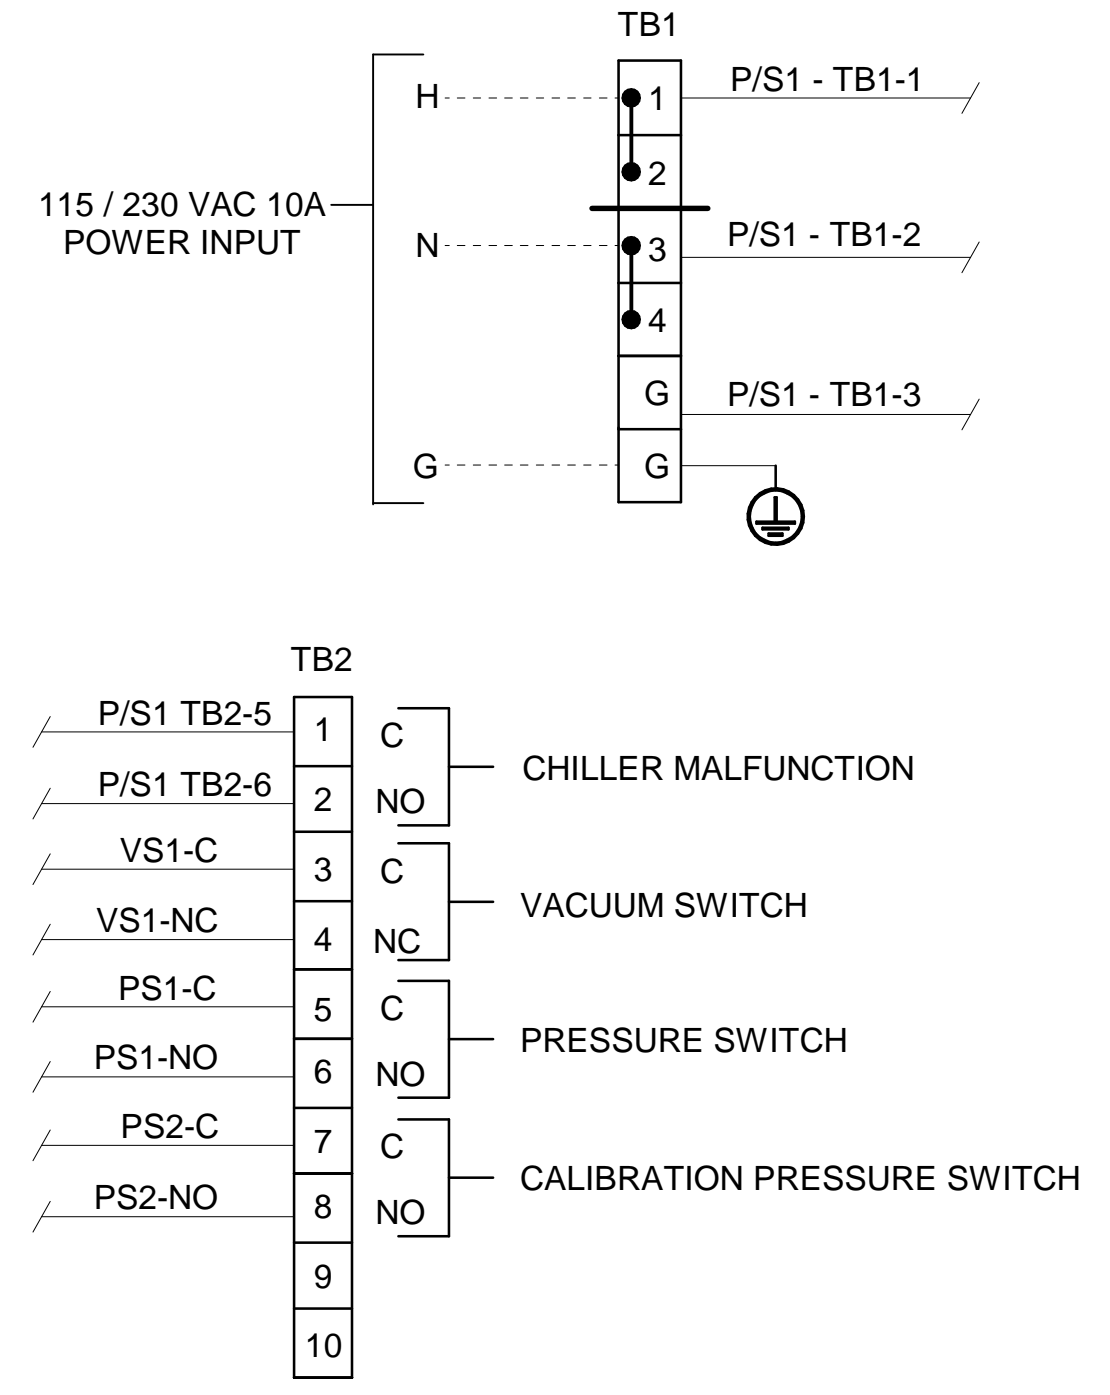 TB1
H
1
P/S1 - TB1-1
2
115 / 230 VAC 10A
POWER INPUT
N
3
P/S1 - TB1-2
4
G
P/S1 - TB1-3
G
G
TB2
P/S1 TB2-5
1
C
CHILLER MALFUNCTION
P/S1 TB2-6
2
NO
VS1-C
3
C
VACUUM SWITCH
VS1-NC
4
NC
PS1-C
5
C
PRESSURE SWITCH
PS1-NO
6
NO
PS2-C
7
C
CALIBRATION PRESSURE SWITCH
PS2-NO
8
NO
9
10